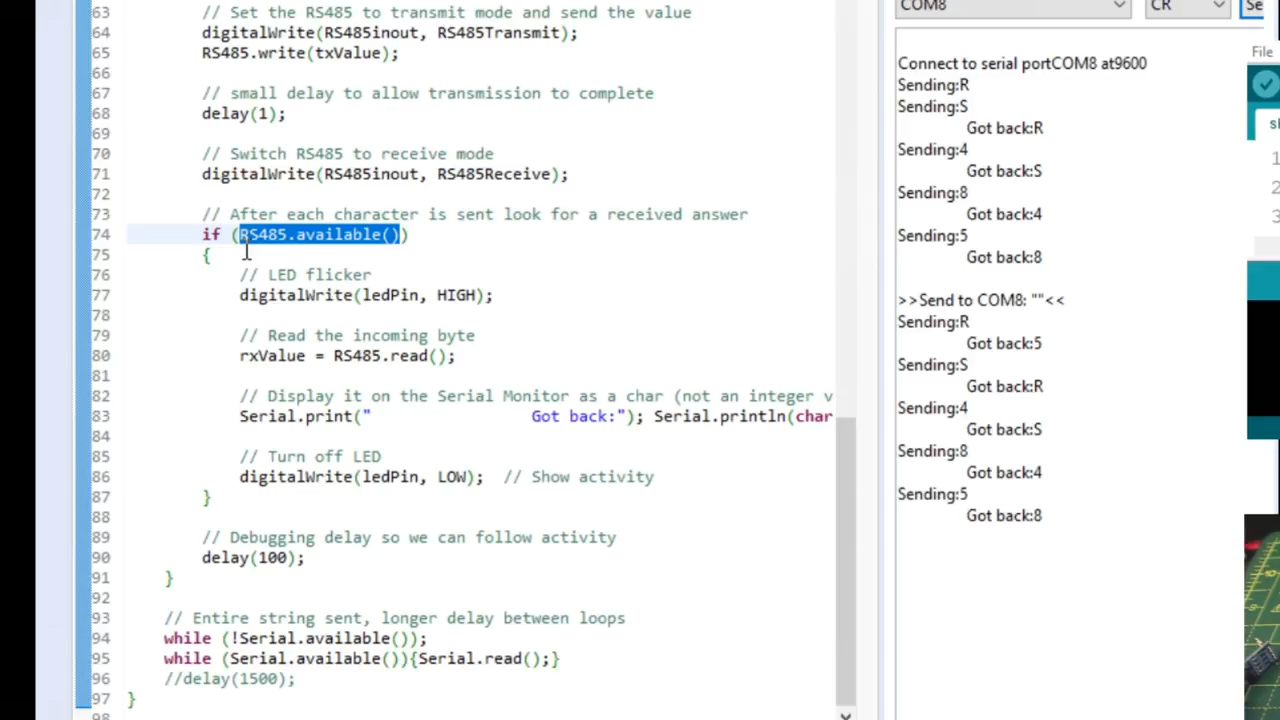 63 // Set the RS485 to transmit mode and send the value
64 digitalWrite(RS485inout, RS485Transmit);
65 RS485.write(txValue);
66
67 // small delay to allow transmission to complete
68 delay(1);
69
70 // Switch RS485 to receive mode
71 digitalWrite(RS485inout, RS485Receive);
72
73 // After each character is sent look for a received answer
74 if (RS485.available())
75 {
76 // LED flicker
77 digitalWrite(ledPin, HIGH);
78
79 // Read the incoming byte
80 rxValue = RS485.read();
81
82 // Display it on the Serial Monitor as a char (not an integer v
83 Serial.print("                 Got back:"); Serial.println(char
84
85 // Turn off LED
86 digitalWrite(ledPin, LOW);  // Show activity
87 }
88
89 // Debugging delay so we can follow activity
90 delay(100);
91 }
92
93 // Entire string sent, longer delay between loops
94 while (!Serial.available());
95 while (Serial.available()){Serial.read();}
96 //delay(1500);
97 }
98
COM8 CR Se
Connect to serial portCOM8 at9600
Sending:R
Sending:S
Got back:R
Sending:4
Got back:S
Sending:8
Got back:4
Sending:5
Got back:8
>>Send to COM8: ""<<
Sending:R
Got back:5
Sending:S
Got back:R
Sending:4
Got back:S
Sending:8
Got back:4
Sending:5
Got back:8
File
1
2
3